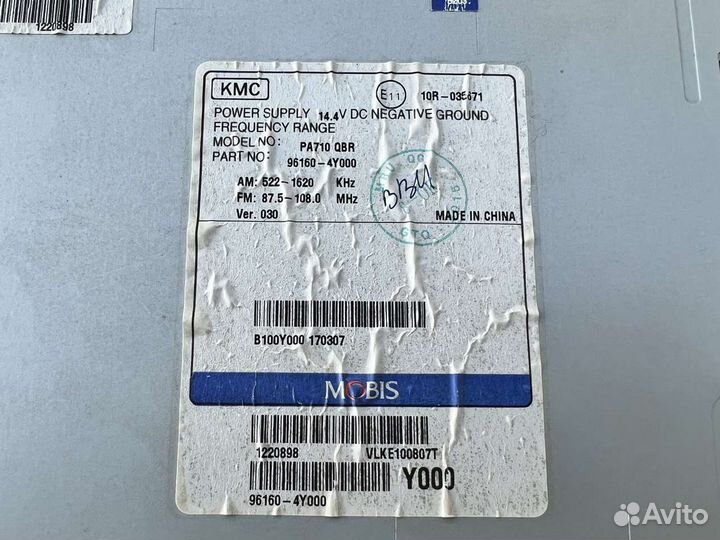 1220898
KMC
E11 10R-035671
POWER SUPPLY 14.4V DC NEGATIVE GROUND
FREQUENCY RANGE
MODEL NO: PA710 QBR
PART NO: 96160-4Y000
AM: 522-1620 KHz
FM: 87.5-108.0 MHz
Ver. 030
MADE IN CHINA
B100Y000 170307
MOBIS
1220898 VLKE100807T
Y000
96160-4Y000
Avito